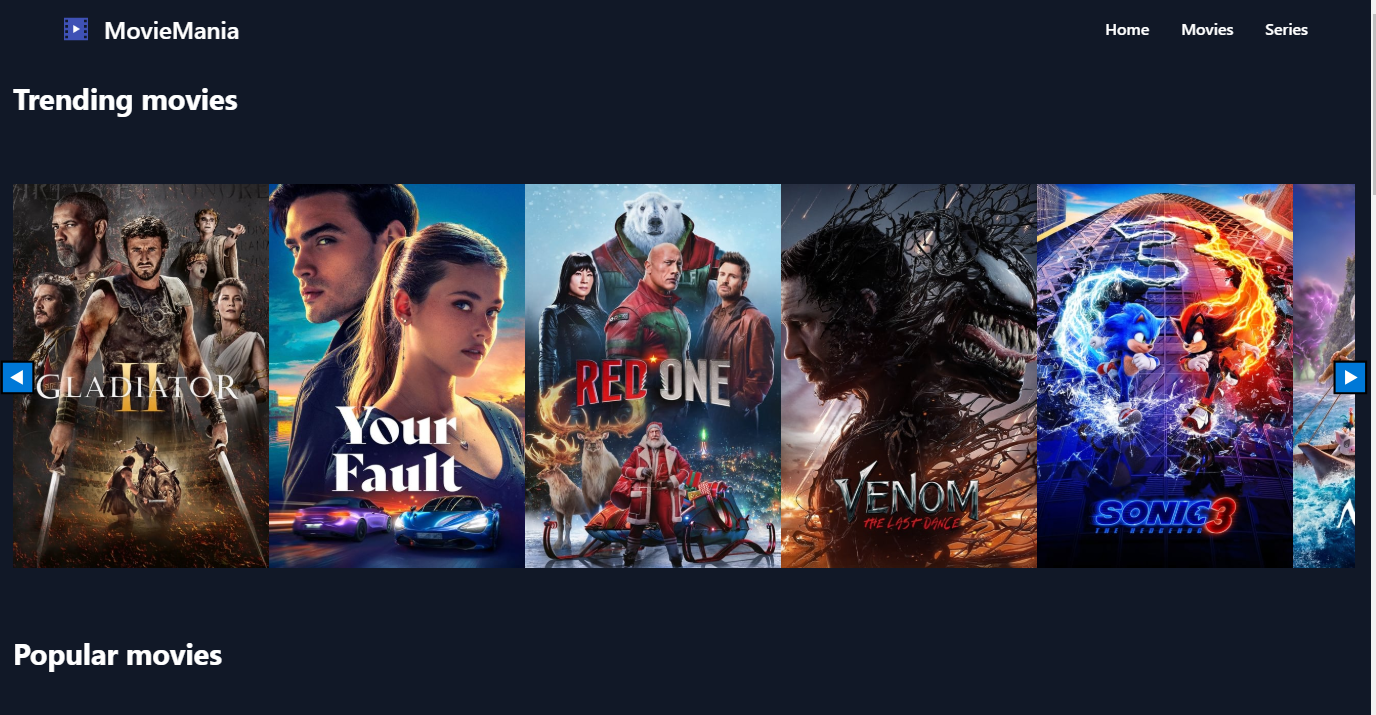 MovieMania
Home Movies Series
Trending movies
GLADIATOR
II
Your
Fault
RED ONE
VENOM
THE LAST DANCE
3
SONIC 3
THE HEDGEHOG
Popular movies